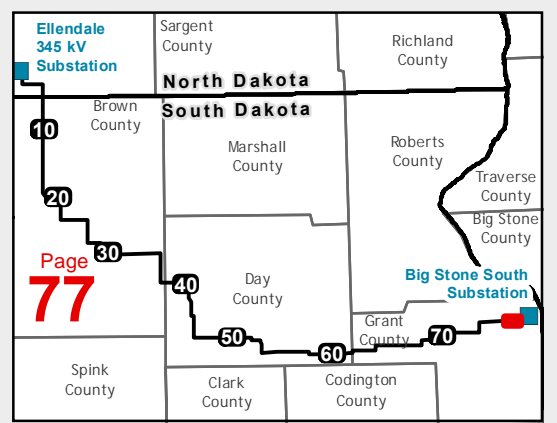 Ellendale
345 kV
Substation
Sargent
County
Richland
County
North Dakota
South Dakota
Brown
County
10
Marshall
County
Roberts
County
Traverse
County
20
Big Stone
County
30
Page
77
40
Day
County
Big Stone South
Substation
Grant
County
50
60
70
Spink
County
Clark
County
Codington
County